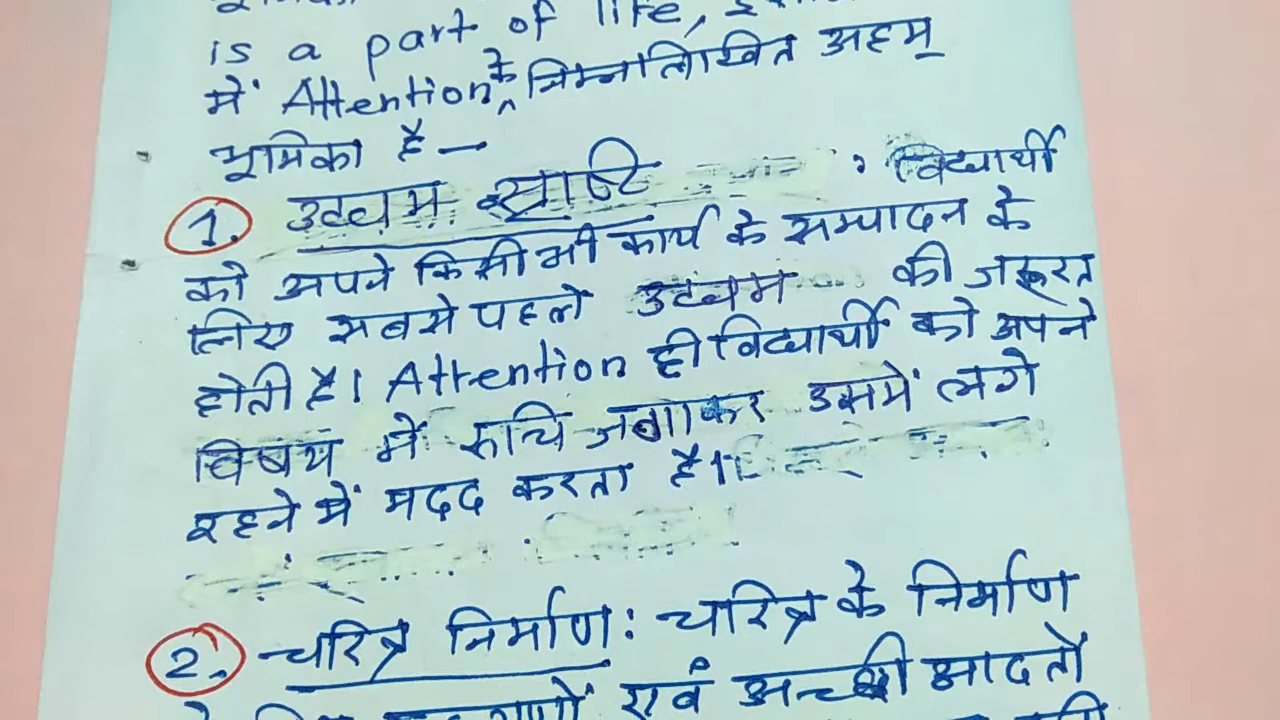 is a part of life,
में Attention के निम्नलिखित अहम्
भूमिका है —
1. उद्यम सृष्टि : विद्यार्थी
को अपने किसी भी कार्य के सम्पादन के
लिए सबसे पहले उद्यम की जरूरत
होती है। Attention ही विद्यार्थी को अपने
विषय में रुचि जगाकर उसमें लगे
रहने में मदद करता है।
2. चरित्र निर्माण : चरित्र के निर्माण
एवं अच्छी आदतों